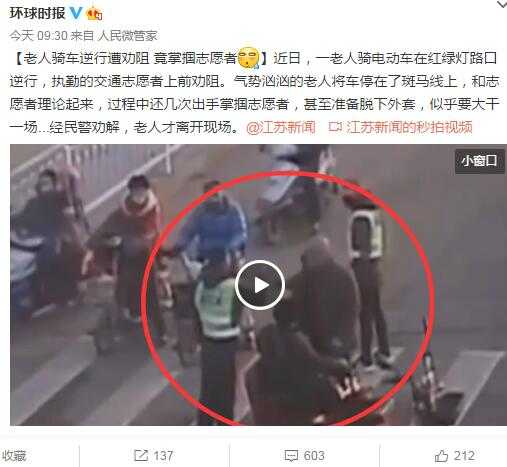 环球时报
今天 09:30 来自 人民微管家
【老人骑车逆行遭劝阻 竟掌掴志愿者】近日，一老人骑电动车在红绿灯路口
逆行，执勤的交通志愿者上前劝阻。气势汹汹的老人将车停在了斑马线上，和志
愿者理论起来，过程中还几次出手掌掴志愿者，甚至准备脱下外套，似乎要大干
一场...经民警劝解，老人才离开现场。@江苏新闻 江苏新闻的秒拍视频
小窗口
收藏 137 603 212